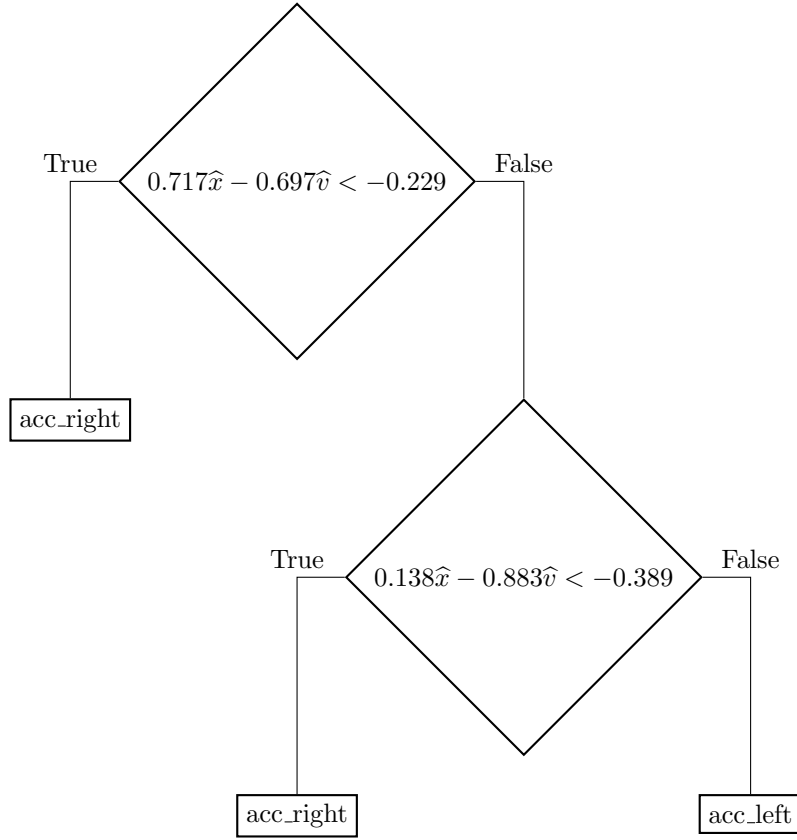 True
False
0.717x̂ − 0.697v̂ < −0.229
acc_right
True
False
0.138x̂ − 0.883v̂ < −0.389
acc_right
acc_left